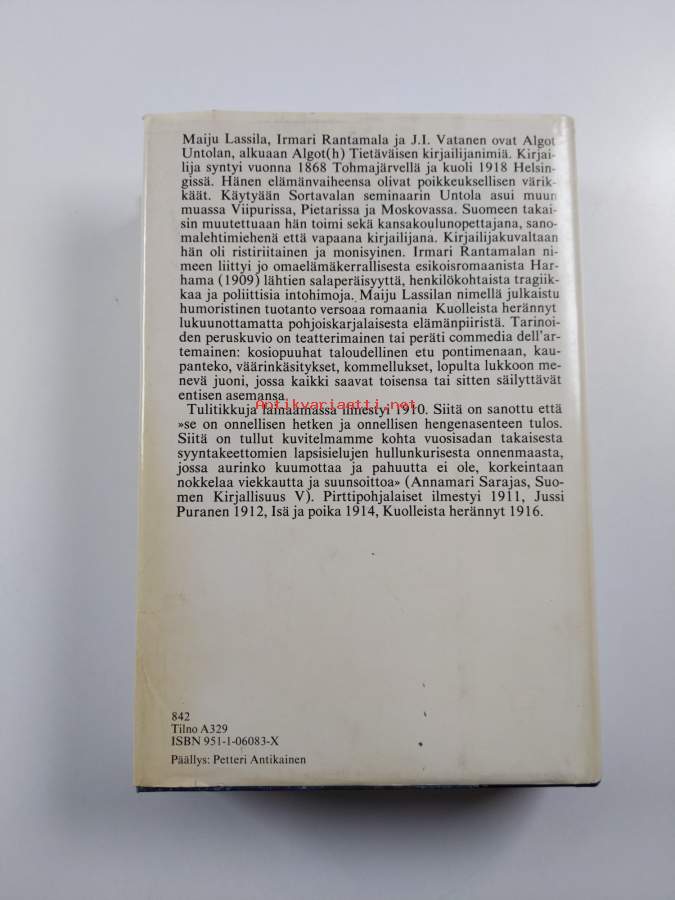 Maiju Lassila, Irmari Rantamala ja J.I. Vatanen ovat Algot
Untolan, alkuaan Algot(h) Tietäväisen kirjailijanimiä. Kirjai-
lija syntyi vuonna 1868 Tohmajärvellä ja kuoli 1918 Helsin-
gissä. Hänen elämänvaiheensa olivat poikkeuksellisen värik-
käät. Käytyään Sortavalan seminaarin Untola asui muun
muassa Viipurissa, Pietarissa ja Moskovassa. Suomeen takai-
sin muutettuaan hän toimi sekä kansakoulunopettajana, sano-
malehtimiehenä että vapaana kirjailijana. Kirjailijakuvaltaan
hän oli ristiriitainen ja monisyinen. Irmari Rantamalan ni-
meen liittyi jo omaelämäkerrallisesta esikoisromaanista Har-
hama (1909) lähtien salaperäisyyttä, henkilökohtaista tragiik-
kaa ja poliittisia intohimoja. Maiju Lassilan nimellä julkaistu
humoristinen tuotanto versoaa romaania Kuolleista herännyt
lukuunottamatta pohjoiskarjalaisesta elämänpiiristä. Tarinoi-
den peruskuvio on teatterimainen tai peräti commedia dell'ar-
temainen: kosiopuuhat taloudellinen etu pontimenaan, kau-
panteko, väärinkäsitykset, kommellukset, lopulta lukkoon me-
nevä juoni, jossa kaikki saavat toisensa tai sitten säilyttävät
entisen asemansa.
Antikvariaatti.net
Tulitikkuja lainaamassa ilmestyi 1910. Siitä on sanottu että
»se on onnellisen hetken ja onnellisen hengenasenteen tulos.
Siitä on tullut kuvitelmamme kohta vuosisadan takaisesta
syyntakeettomien lapsisielujen hullunkurisesta onnenmaasta,
jossa aurinko kuumottaa ja pahuutta ei ole, korkeintaan
nokkelaa viekkautta ja suunsoittoa» (Annamari Sarajas, Suo-
men Kirjallisuus V). Pirttipohjalaiset ilmestyi 1911, Jussi
Puranen 1912, Isä ja poika 1914, Kuolleista herännyt 1916.
842
Tilno A329
ISBN 951-1-06083-X
Päällys: Petteri Antikainen